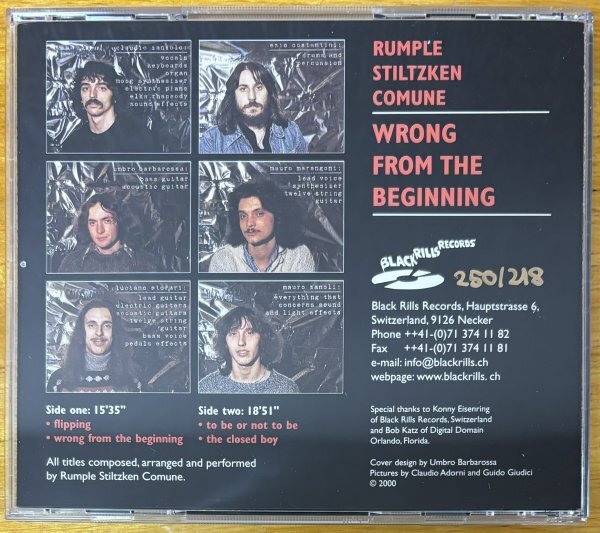 claudio zanolo:
vocals
keyboards
organ
moog synthesiser
electric piano
elka rhapsody
sound effects
enio costantini:
drums and
percussion
umbro barbarossa:
bass guitar
acoustic guitar
mauro marangoni:
lead voice
synthesiser
twelve string
guitar
lead guitar
electric guitars
acoustic guitars
twelve string
guitar
bass voice
pedals effects
mauro zanoli:
everything that
concerns sound
and light effects
Side one: 15'35"
• flipping
• wrong from the beginning
Side two: 18'51"
• to be or not to be
• the closed boy
All titles composed, arranged and performed
by Rumple Stiltzken Comune.
RUMPLE
STILTZKEN
COMUNE
WRONG
FROM THE
BEGINNING
BLACK RILLS RECORDS
250/218
Black Rills Records, Hauptstrasse 6,
Switzerland, 9126 Necker
Phone ++41-(0)71 374 11 82
Fax ++41-(0)71 374 11 81
e-mail: info@blackrills.ch
webpage: www.blackrills.ch
Special thanks to Konny Eisenring
of Black Rills Records, Switzerland
and Bob Katz of Digital Domain
Orlando, Florida.
Cover design by Umbro Barbarossa
Pictures by Claudio Adorni and Guido Giudici
© 2000